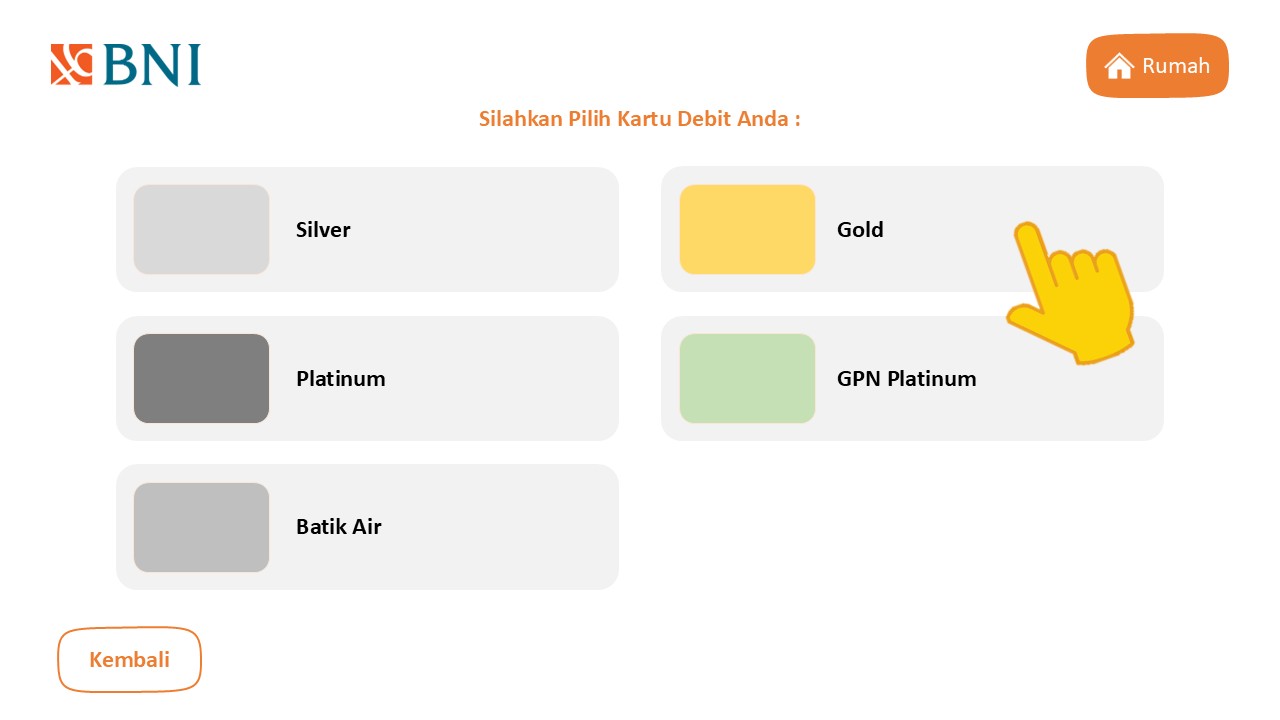 BNI
Rumah
Silahkan Pilih Kartu Debit Anda :
Silver
Gold
Platinum
GPN Platinum
Batik Air
Kembali